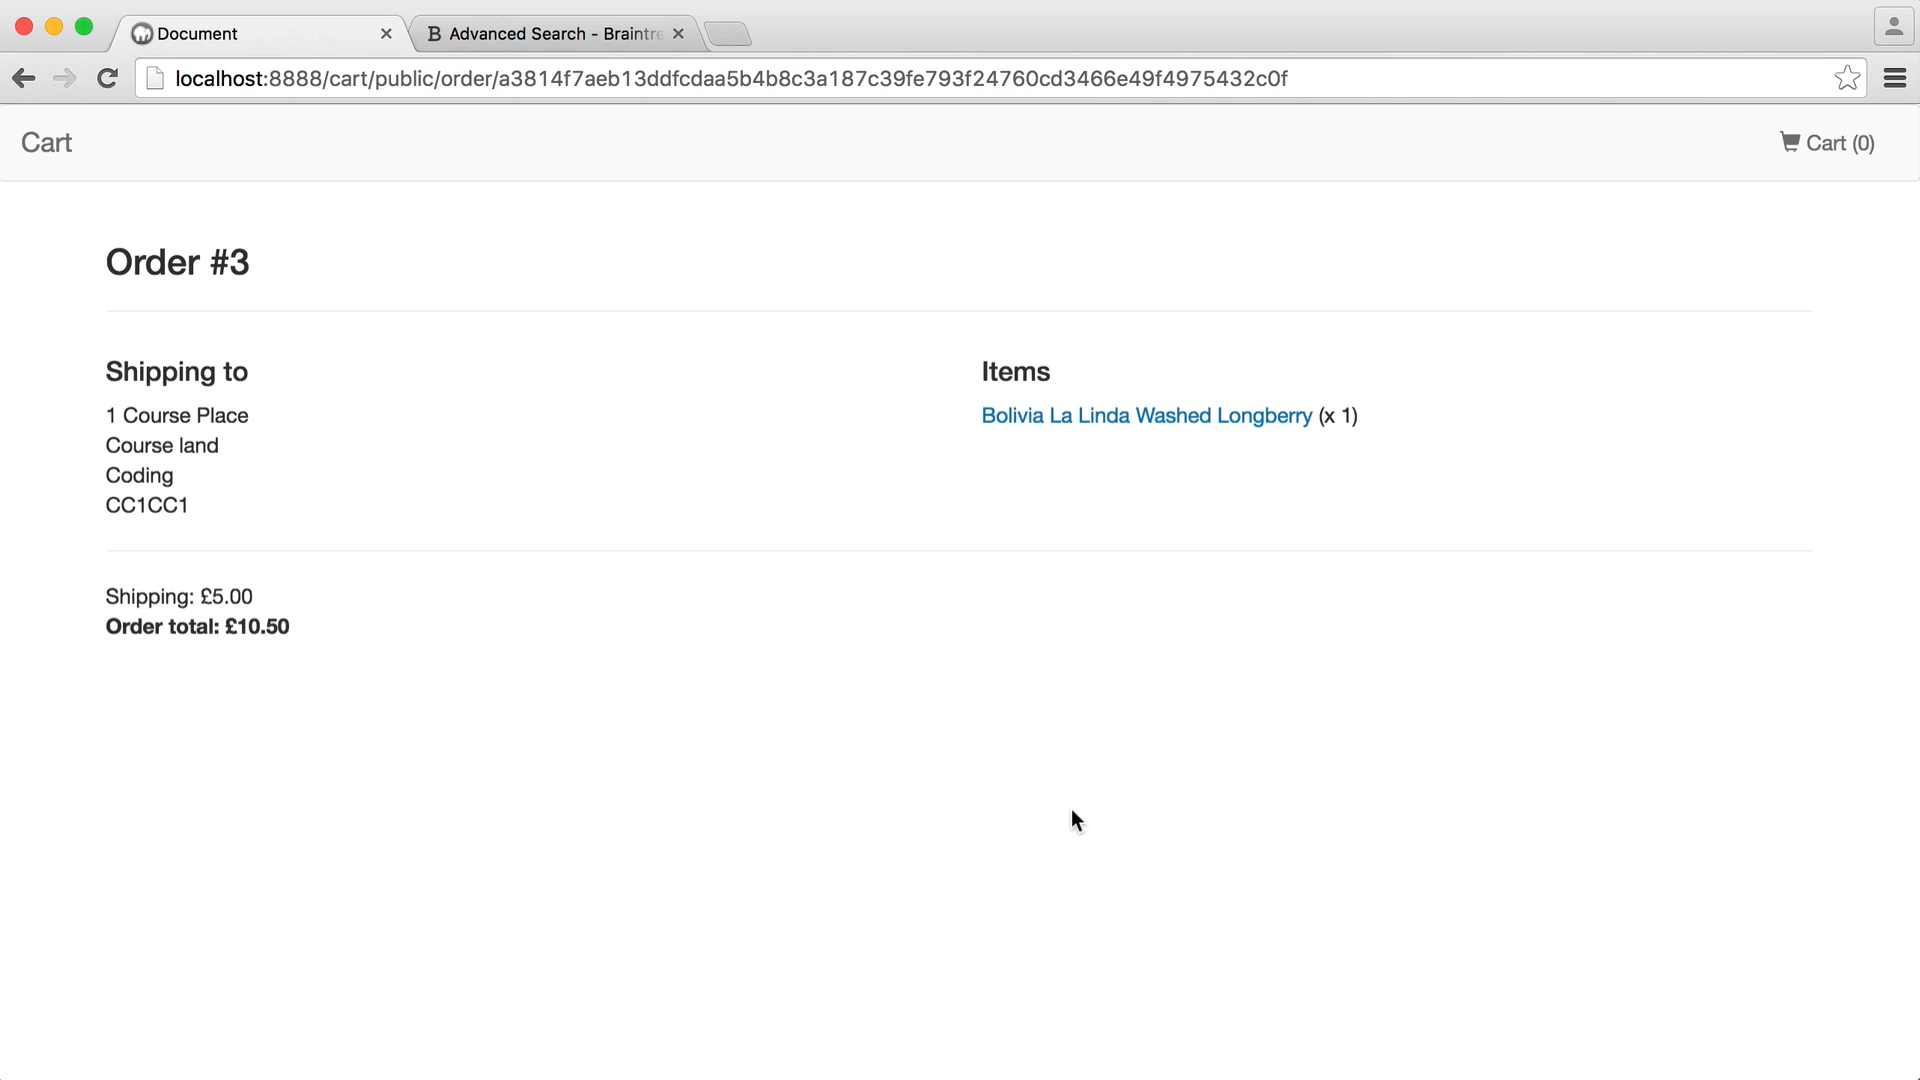 Document
B Advanced Search - Braintre
localhost:8888/cart/public/order/a3814f7aeb13ddfcdaa5b4b8c3a187c39fe793f24760cd3466e49f4975432c0f
Cart
Cart (0)
Order #3
Shipping to
1 Course Place
Course land
Coding
CC1CC1
Items
Bolivia La Linda Washed Longberry (x 1)
Shipping: £5.00
Order total: £10.50